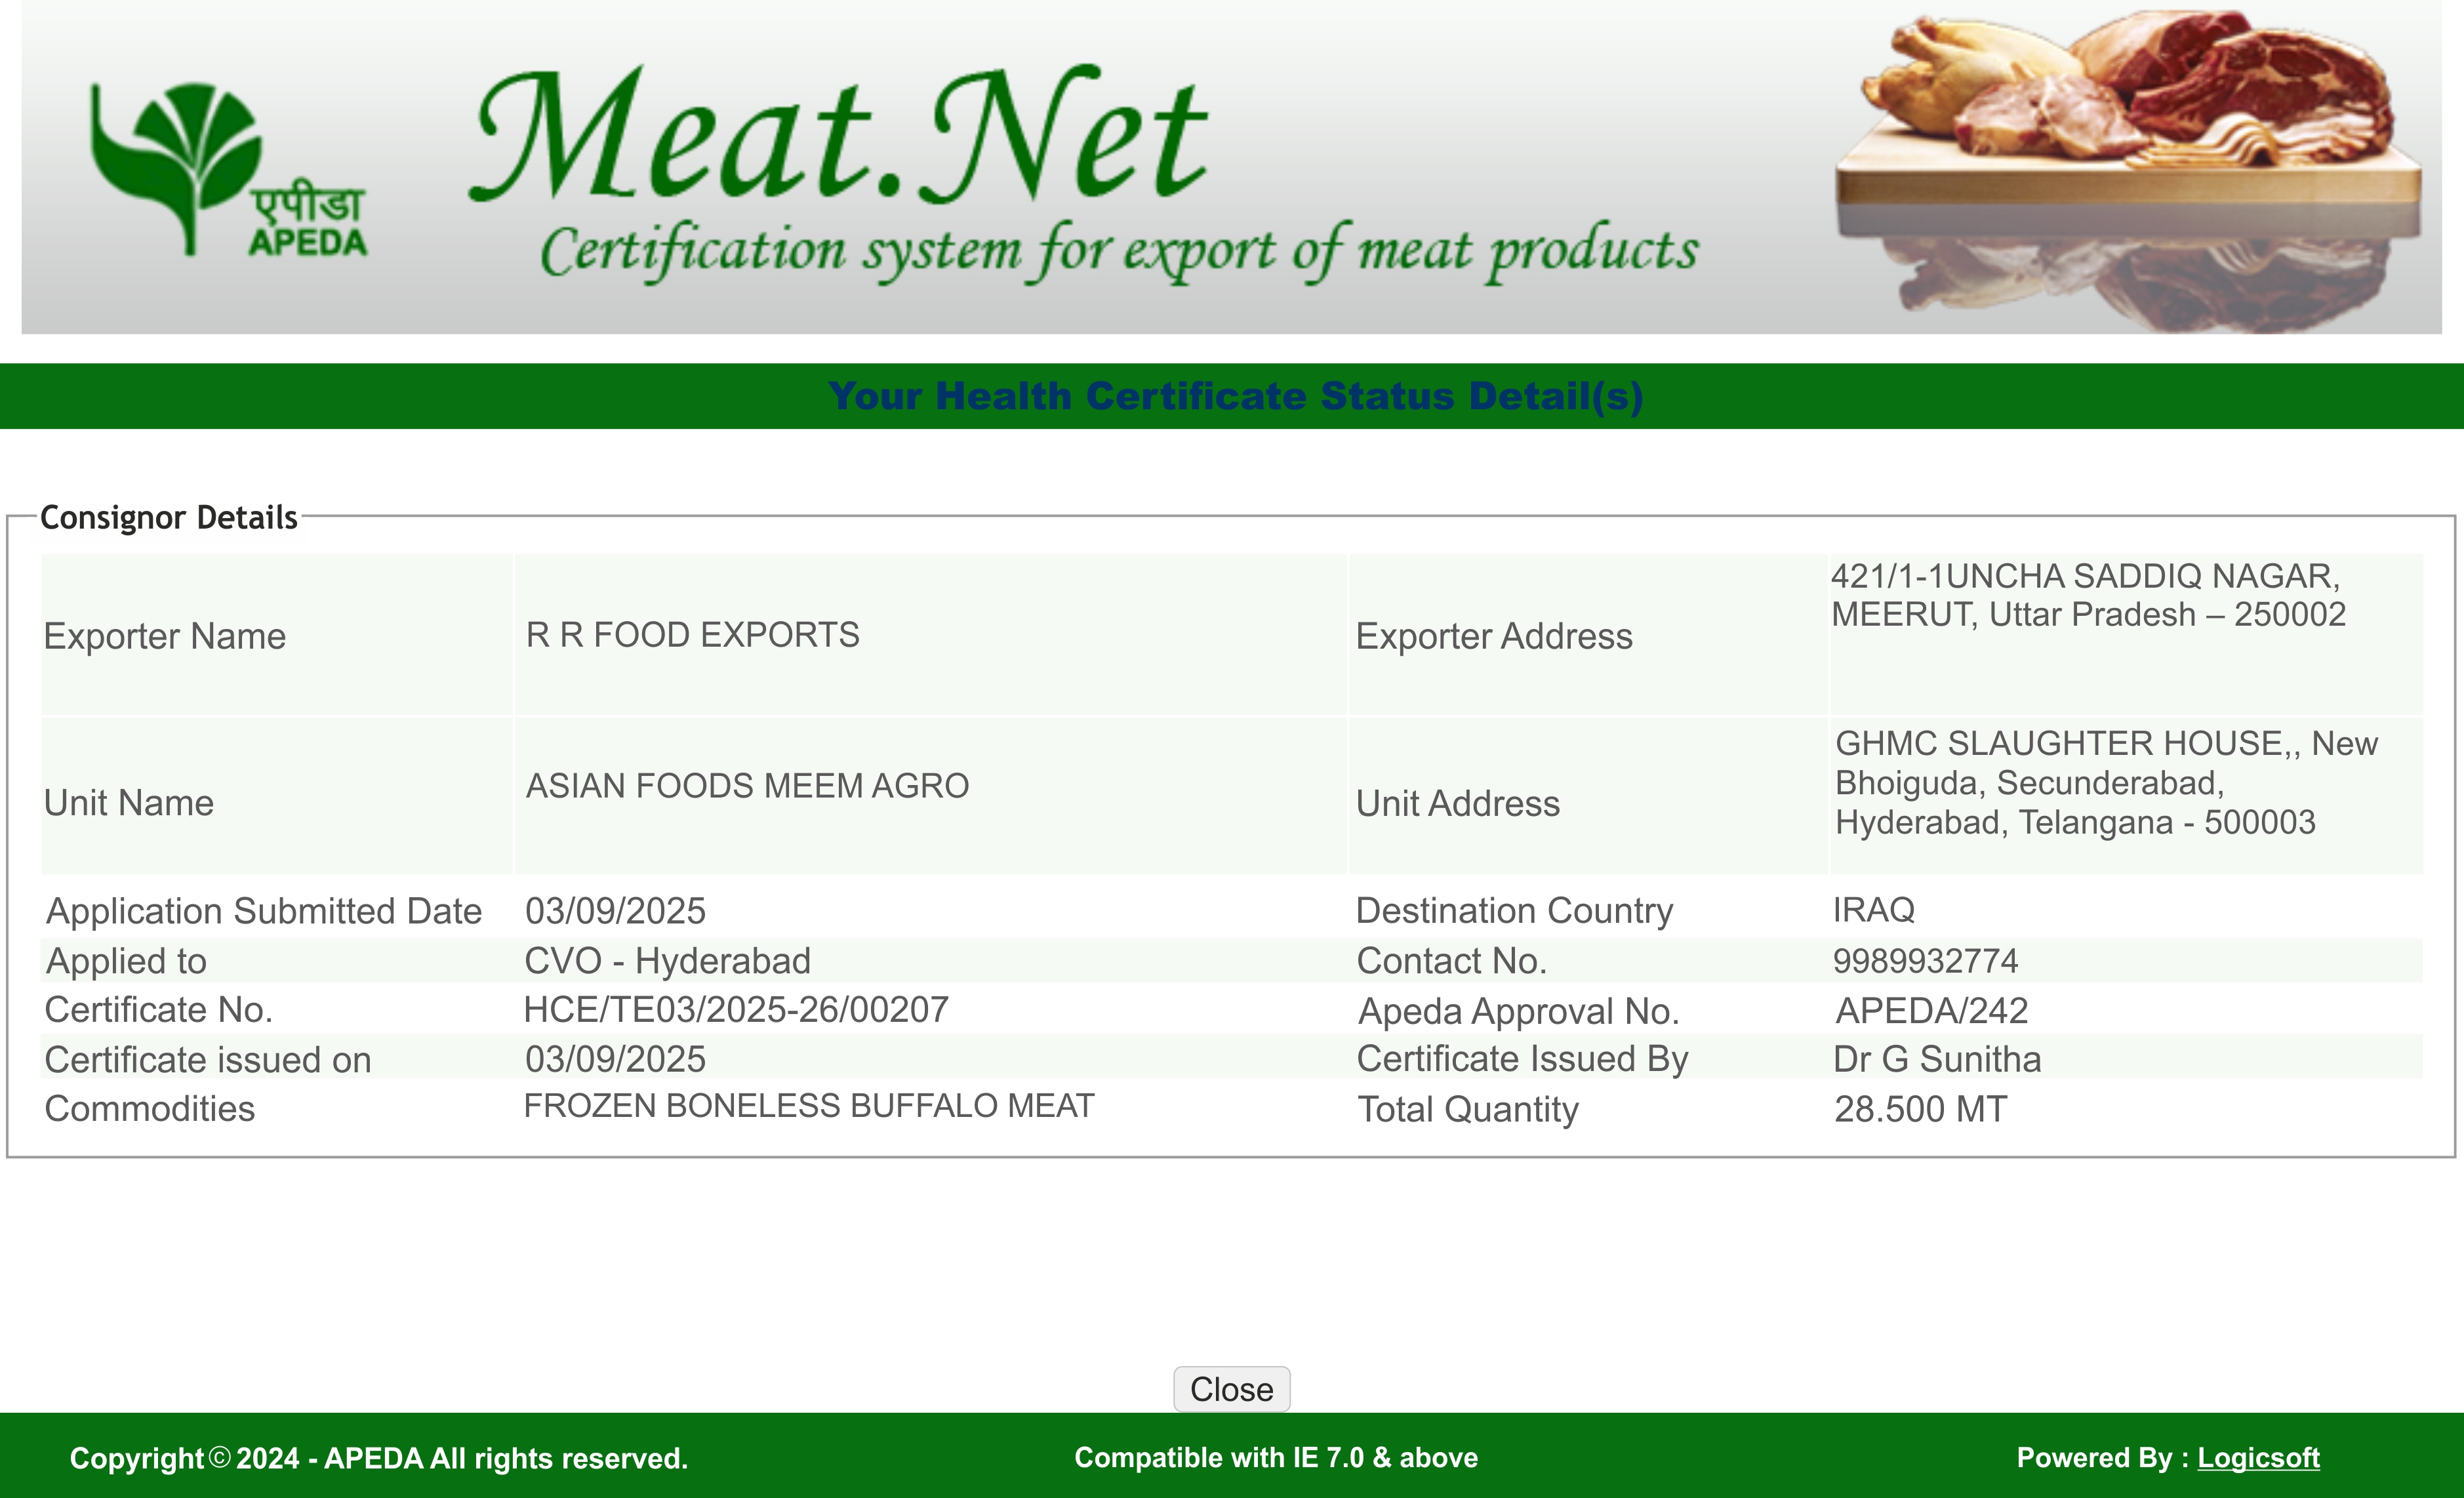 एपीडा
APEDA
Meat.Net
Certification system for export of meat products
Your Health Certificate Status Detail(s)
Consignor Details
Exporter Name
R R FOOD EXPORTS
Exporter Address
421/1-1UNCHA SADDIQ NAGAR,
MEERUT, Uttar Pradesh – 250002
Unit Name
ASIAN FOODS MEEM AGRO
Unit Address
GHMC SLAUGHTER HOUSE,, New
Bhoiguda, Secunderabad,
Hyderabad, Telangana - 500003
Application Submitted Date
03/09/2025
Destination Country
IRAQ
Applied to
CVO - Hyderabad
Contact No.
9989932774
Certificate No.
HCE/TE03/2025-26/00207
Apeda Approval No.
APEDA/242
Certificate issued on
03/09/2025
Certificate Issued By
Dr G Sunitha
Commodities
FROZEN BONELESS BUFFALO MEAT
Total Quantity
28.500 MT
Close
Copyright © 2024 - APEDA All rights reserved.
Compatible with IE 7.0 & above
Powered By : Logicsoft